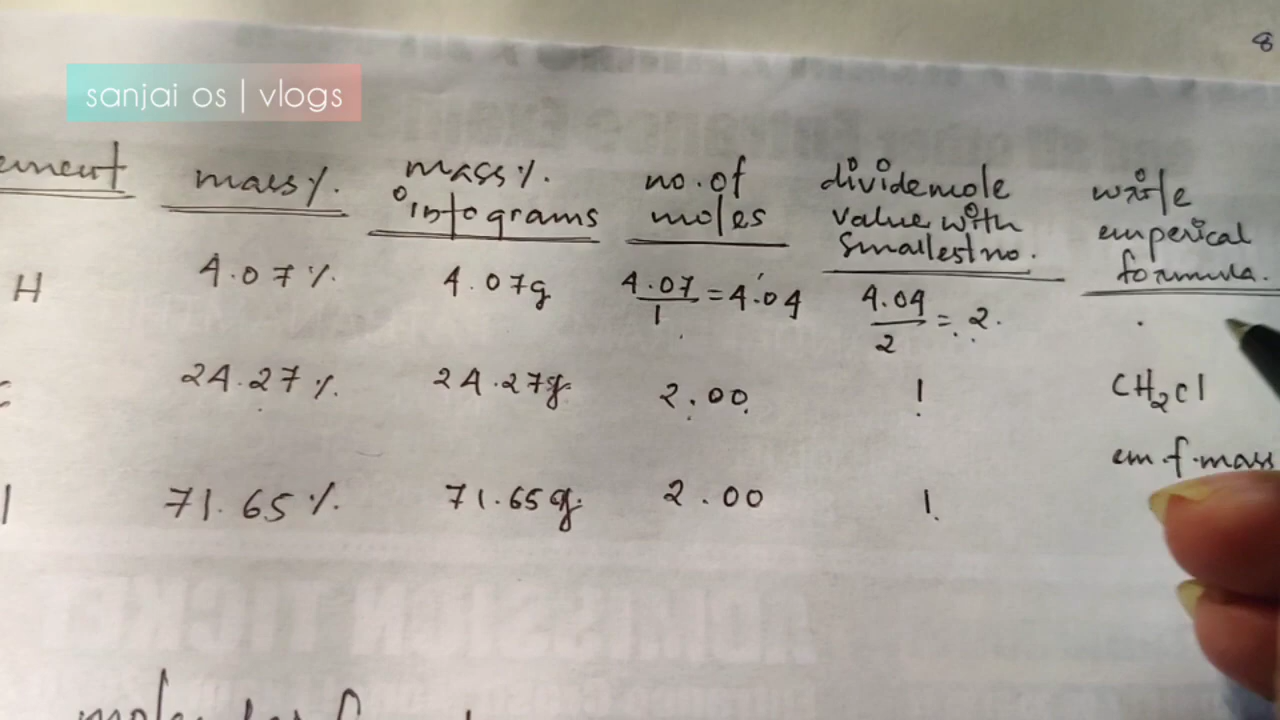 8
sanjai os | vlogs
ement mass%. mass%. no. of divide mole write
into grams moles value with emperical
smallest no. formula.
H 4.07% 4.07g 4.07/1 = 4.04 4.04/2 = 2.
C 24.27% 24.27g 2.00 1 CH₂Cl
em.f.mass
l 71.65% 71.65g 2.00 1.